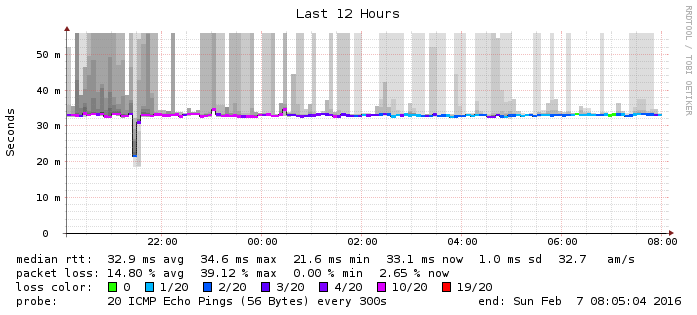 Last 12 Hours
RRDTOOL / TOBI OETIKER
Seconds
50 m
40 m
30 m
20 m
10 m
0
22:00 00:00 02:00 04:00 06:00 08:00
median rtt: 32.9 ms avg 34.6 ms max 21.6 ms min 33.1 ms now 1.0 ms sd 32.7 am/s
packet loss: 14.80 % avg 39.12 % max 0.00 % min 2.65 % now
loss color: 0 1/20 2/20 3/20 4/20 10/20 19/20
probe: 20 ICMP Echo Pings (56 Bytes) every 300s end: Sun Feb 7 08:05:04 2016